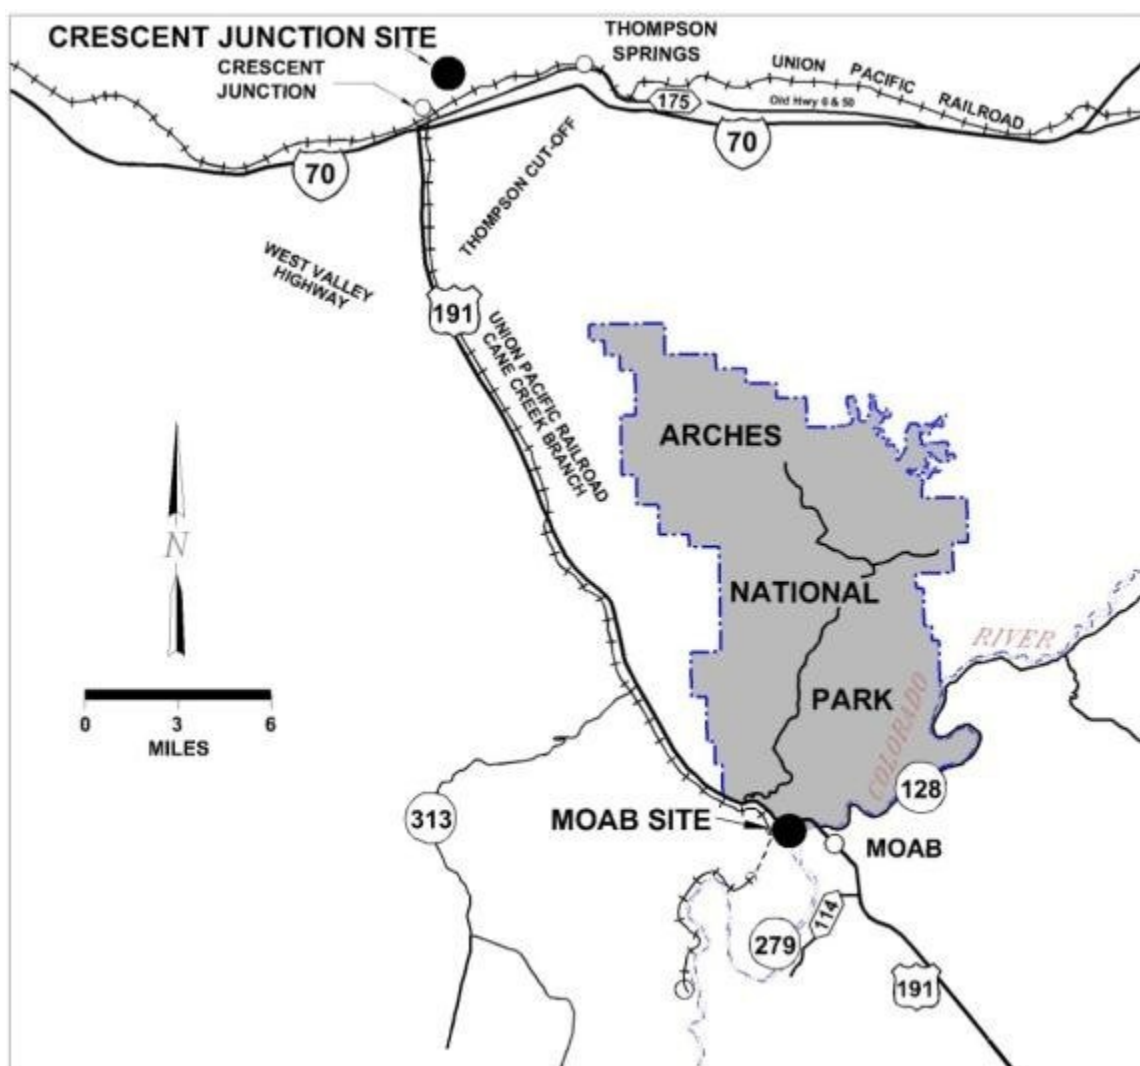 CRESCENT JUNCTION SITE
CRESCENT
JUNCTION
THOMPSON
SPRINGS
UNION PACIFIC RAILROAD
175
Old Hwy 6 & 50
70
70
THOMPSON CUT-OFF
WEST VALLEY
HIGHWAY
191
UNION PACIFIC RAILROAD
CANE CREEK BRANCH
ARCHES
NATIONAL
PARK
N
RIVER
COLORADO
0 3 6
MILES
128
313
MOAB SITE
MOAB
114
279
191